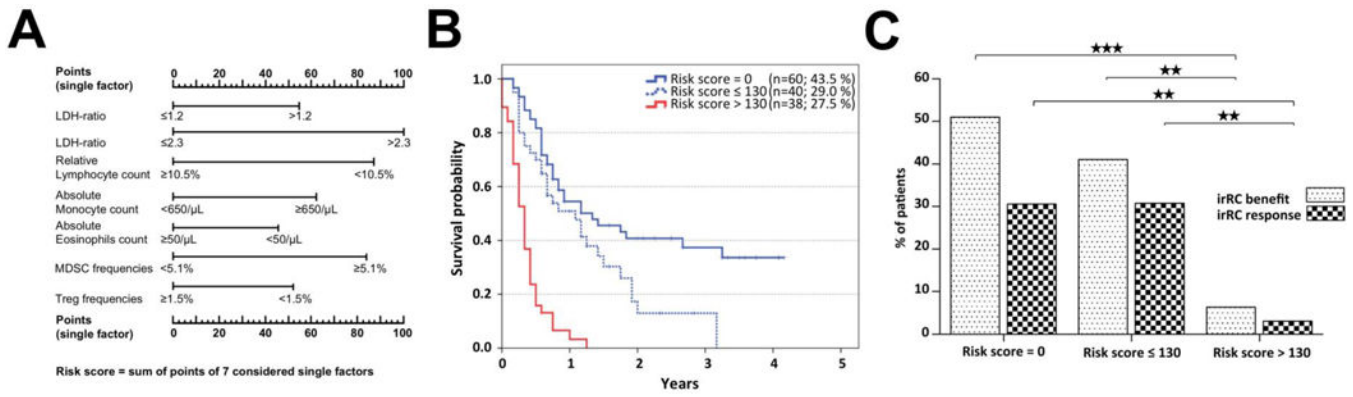 A
Points
(single factor)
0 20 40 60 80 100
LDH-ratio
≤1.2 >1.2
LDH-ratio
≤2.3 >2.3
Relative
Lymphocyte count
≥10.5% <10.5%
Absolute
Monocyte count
<650/µL ≥650/µL
Absolute
Eosinophils count
≥50/µL <50/µL
MDSC frequencies
<5.1% ≥5.1%
Treg frequencies
≥1.5% <1.5%
Points
(single factor)
0 20 40 60 80 100
Risk score = sum of points of 7 considered single factors
B
Survival probability
1.0
0.8
0.6
0.4
0.2
0.0
Risk score = 0 (n=60; 43.5 %)
Risk score ≤ 130 (n=40; 29.0 %)
Risk score > 130 (n=38; 27.5 %)
0 1 2 3 4 5
Years
C
★★★
★★
★★
★★
% of patients
60
50
40
30
20
10
0
irRC benefit
irRC response
Risk score = 0 Risk score ≤ 130 Risk score > 130